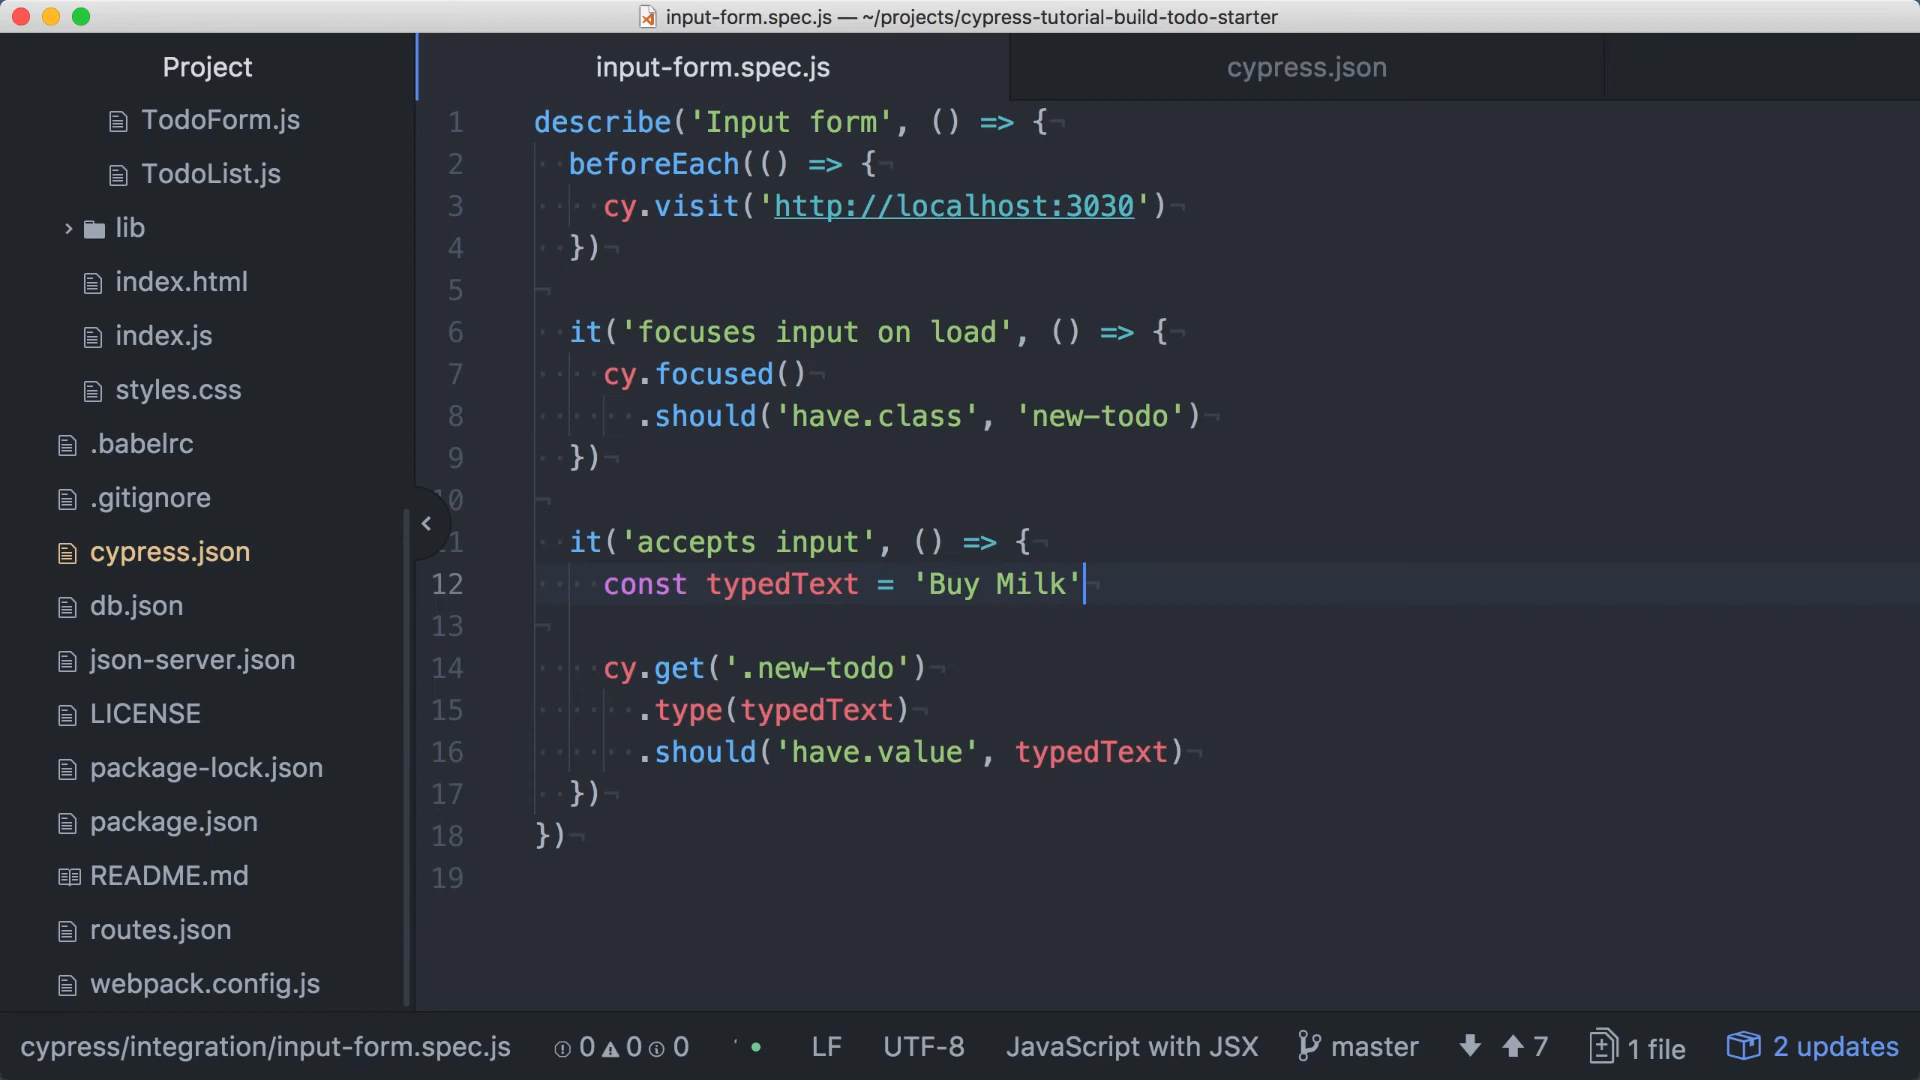 input-form.spec.js — ~/projects/cypress-tutorial-build-todo-starter
Project
TodoForm.js
TodoList.js
lib
index.html
index.js
styles.css
.babelrc
.gitignore
cypress.json
db.json
json-server.json
LICENSE
package-lock.json
package.json
README.md
routes.json
webpack.config.js
input-form.spec.js
cypress.json
1 describe('Input form', () => {
2 beforeEach(() => {
3 cy.visit('http://localhost:3030')
4 })
5
6 it('focuses input on load', () => {
7 cy.focused()
8 .should('have.class', 'new-todo')
9 })
10
11 it('accepts input', () => {
12 const typedText = 'Buy Milk'
13
14 cy.get('.new-todo')
15 .type(typedText)
16 .should('have.value', typedText)
17 })
18 })
19
cypress/integration/input-form.spec.js 0 0 0 LF UTF-8 JavaScript with JSX master 7 1 file 2 updates